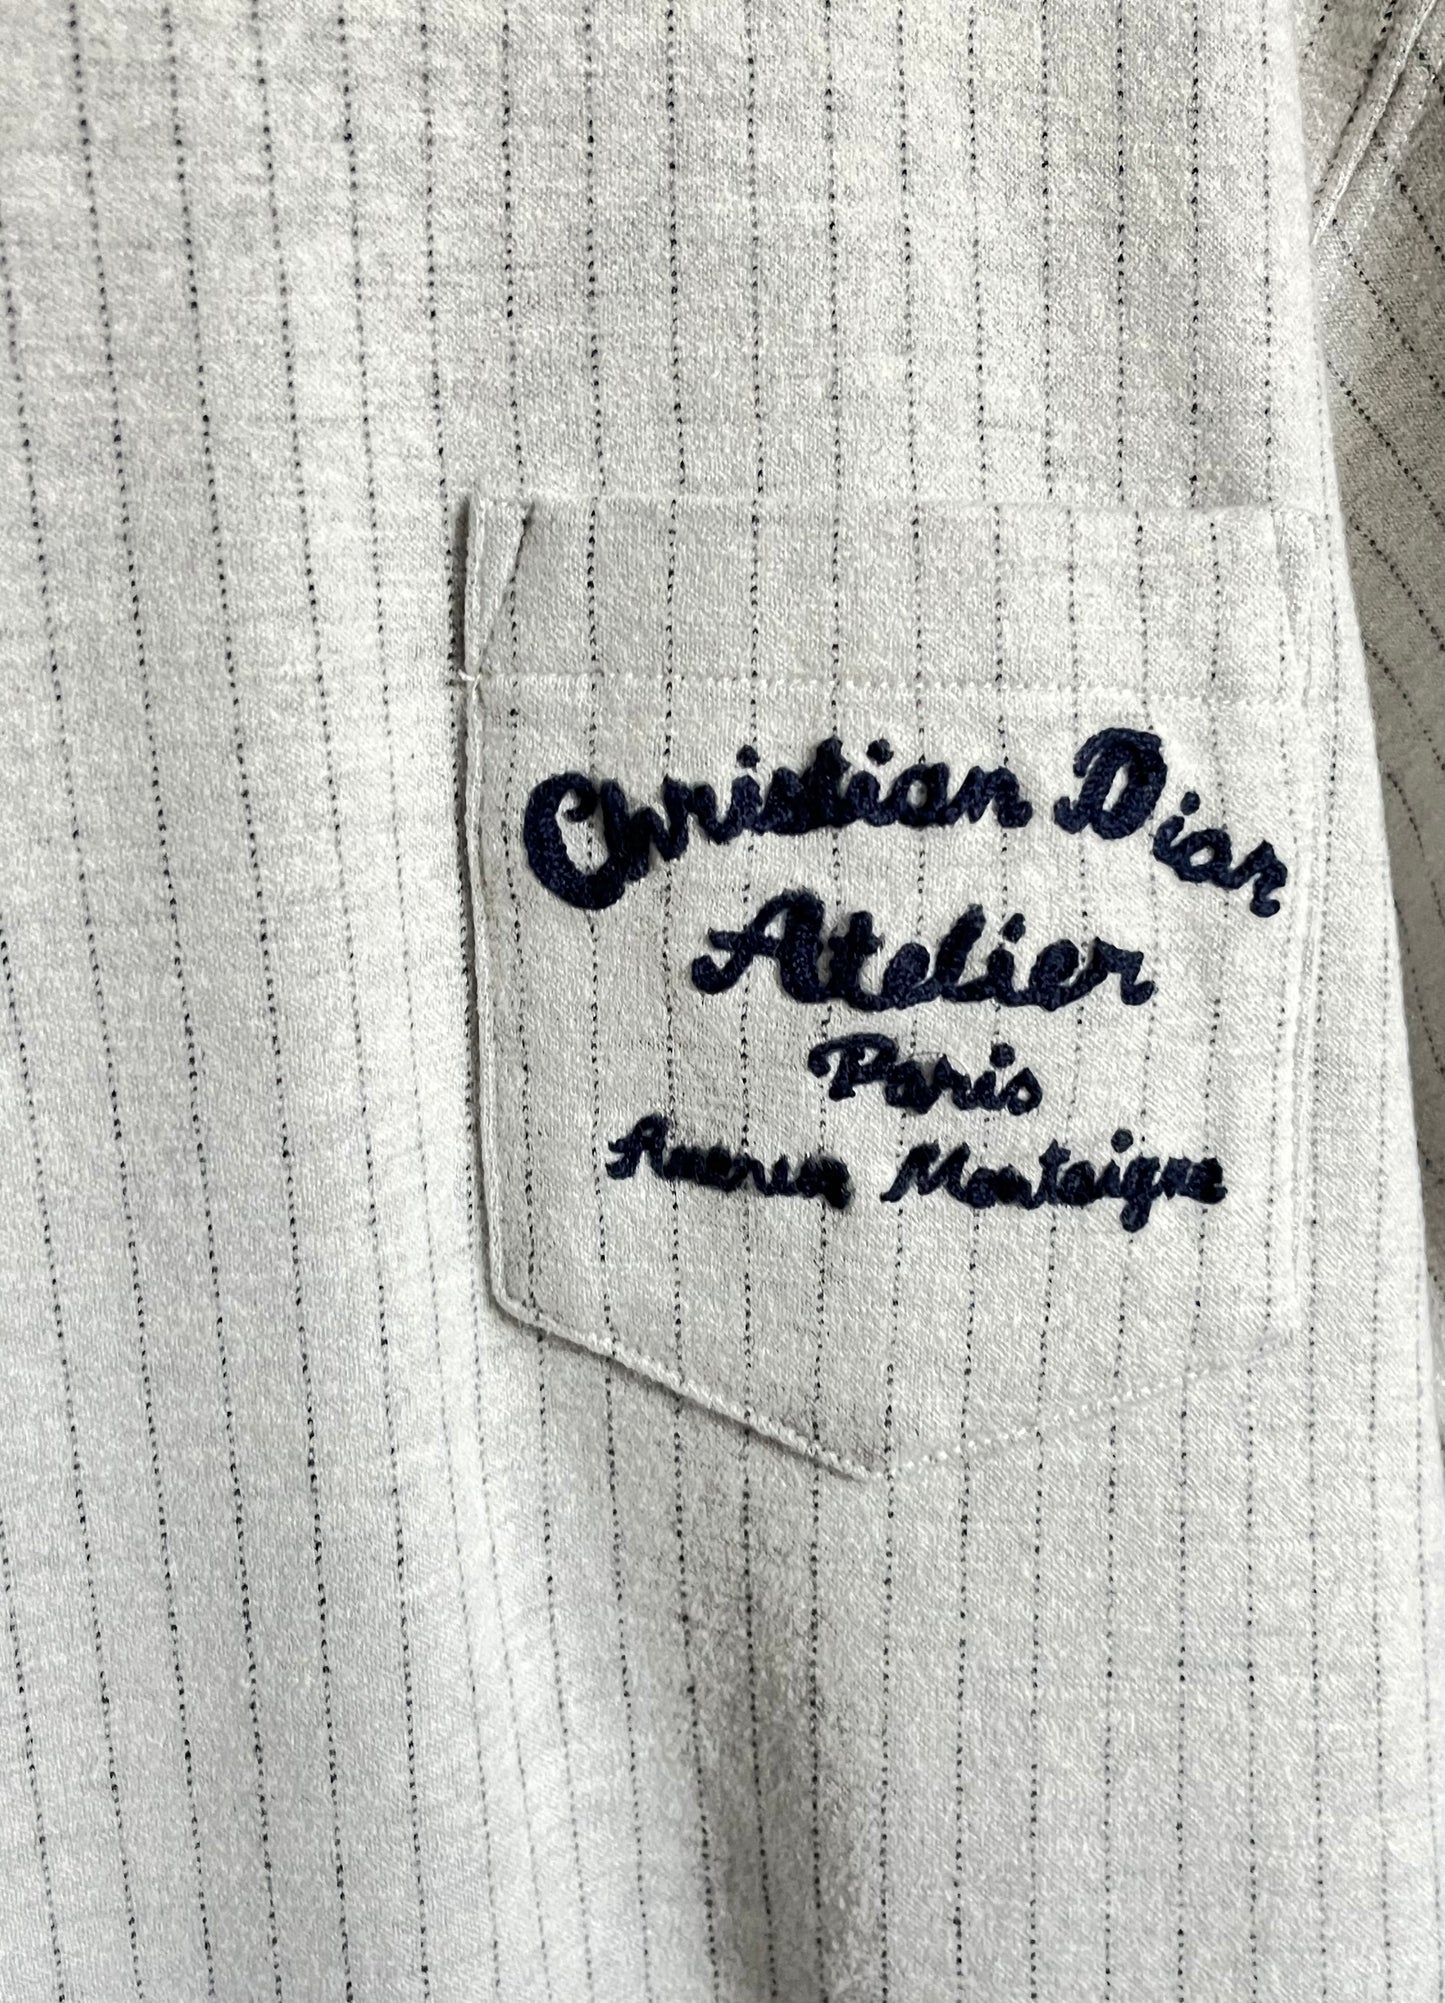 Christian Dior
Atelier
Paris
Avenue Montaigne